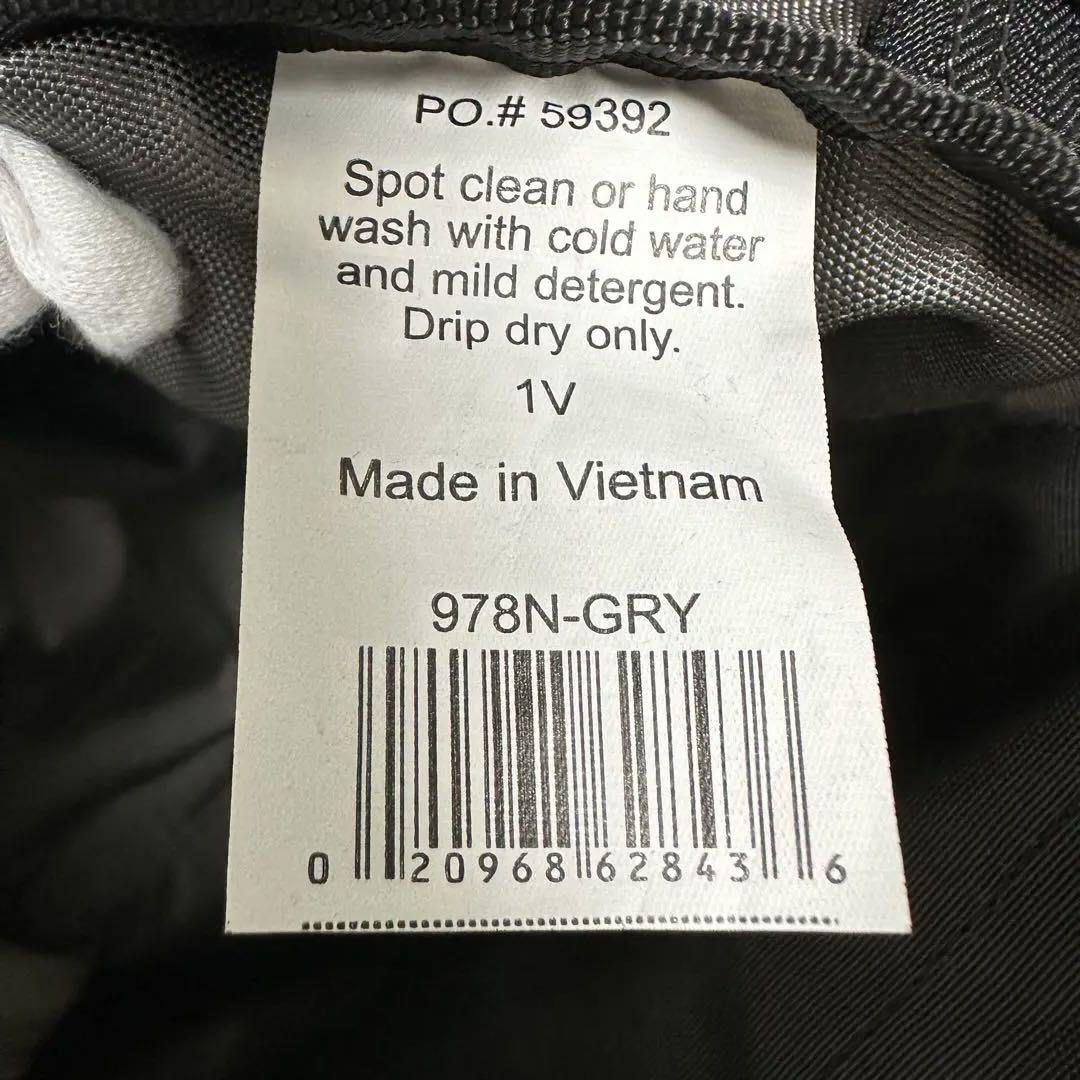 PO.# 59392
Spot clean or hand
wash with cold water
and mild detergent.
Drip dry only.
1V
Made in Vietnam
978N-GRY
0 20968 62843 6